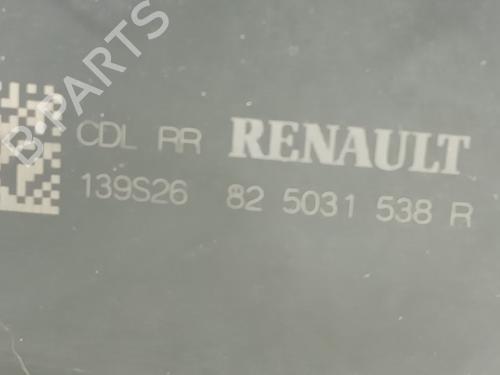 CDL RR RENAULT
139S26 82 5031 538 R
B-PARTS